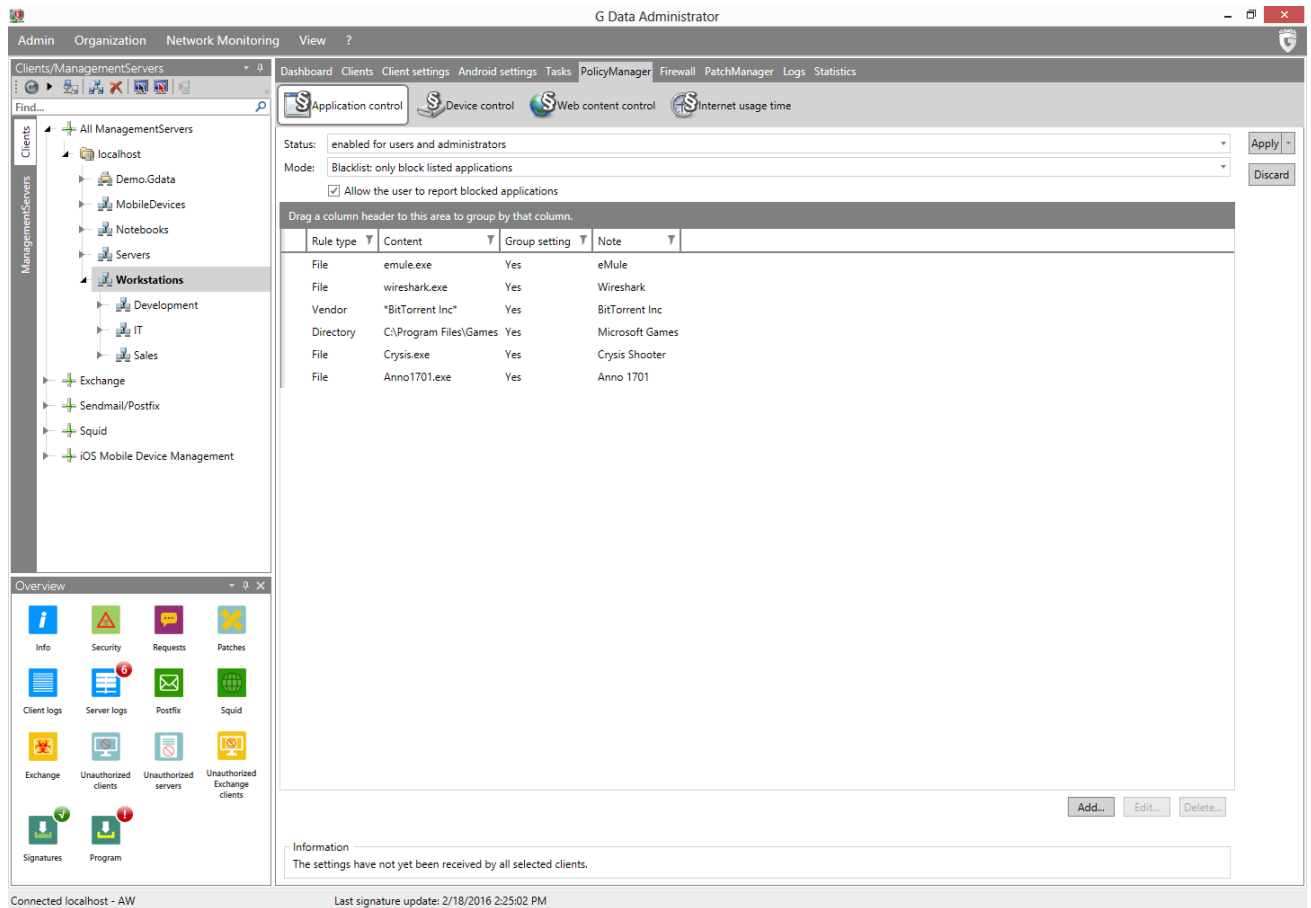 G Data Administrator
Admin Organization Network Monitoring View ?
Clients/ManagementServers
Find...
Clients
ManagementServers
All ManagementServers
localhost
Demo.Gdata
MobileDevices
Notebooks
Servers
Workstations
Development
IT
Sales
Exchange
Sendmail/Postfix
Squid
iOS Mobile Device Management
Overview
Info Security Requests Patches
6
Client logs Server logs Postfix Squid
Exchange Unauthorized clients Unauthorized servers Unauthorized Exchange clients
Signatures Program
Dashboard Clients Client settings Android settings Tasks PolicyManager Firewall PatchManager Logs Statistics
Application control Device control Web content control Internet usage time
Status: enabled for users and administrators
Mode: Blacklist: only block listed applications
Allow the user to report blocked applications
Apply
Discard
Drag a column header to this area to group by that column.
Rule type Content Group setting Note
File emule.exe Yes eMule
File wireshark.exe Yes Wireshark
Vendor *BitTorrent Inc* Yes BitTorrent Inc
Directory C:\Program Files\Games Yes Microsoft Games
File Crysis.exe Yes Crysis Shooter
File Anno1701.exe Yes Anno 1701
Add... Edit... Delete...
Information
The settings have not yet been received by all selected clients.
Connected localhost - AW Last signature update: 2/18/2016 2:25:02 PM